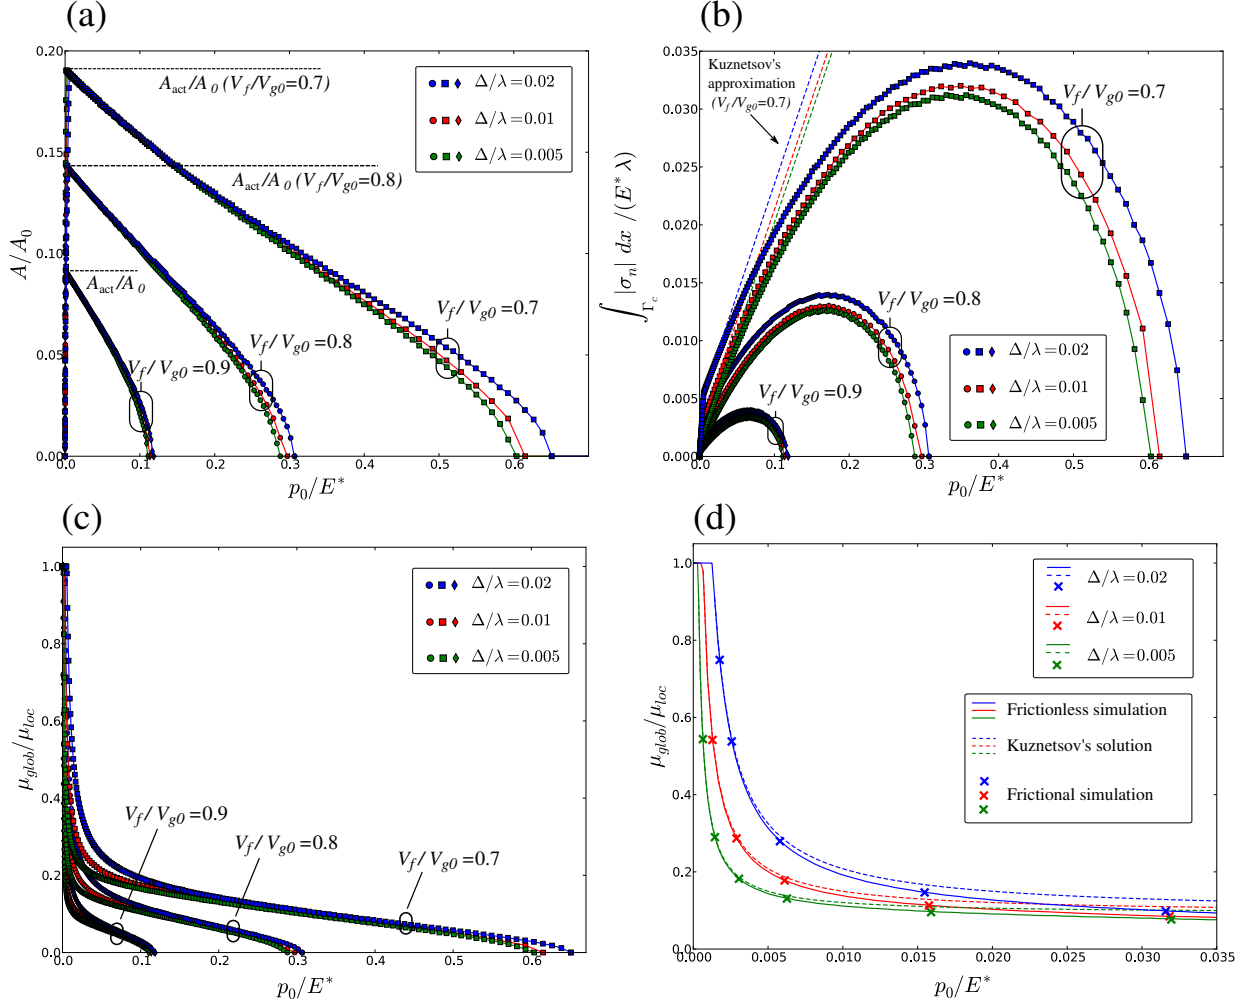 (a)
0.20
0.15
0.10
0.05
0.00
A/A0
A_act/A_0 (V_f/V_g0=0.7)
A_act/A_0 (V_f/V_g0=0.8)
A_act/A_0
Δ/λ=0.02
Δ/λ=0.01
Δ/λ=0.005
V_f/V_g0=0.7
V_f/V_g0=0.8
V_f/V_g0=0.9
0.0 0.1 0.2 0.3 0.4 0.5 0.6
p_0/E*
(b)
0.035
0.030
0.025
0.020
0.015
0.010
0.005
0.000
∫_Γc |σ_n| dx /(E* λ)
Kuznetsov's
approximation
(V_f/V_g0=0.7)
V_f/V_g0=0.7
V_f/V_g0=0.8
V_f/V_g0=0.9
Δ/λ=0.02
Δ/λ=0.01
Δ/λ=0.005
0.0 0.1 0.2 0.3 0.4 0.5 0.6
p_0/E*
(c)
1.0
0.8
0.6
0.4
0.2
0.0
μ_glob/μ_loc
Δ/λ=0.02
Δ/λ=0.01
Δ/λ=0.005
V_f/V_g0=0.9
V_f/V_g0=0.8
V_f/V_g0=0.7
0.0 0.1 0.2 0.3 0.4 0.5 0.6
p_0/E*
(d)
1.0
0.8
0.6
0.4
0.2
0.0
μ_glob/μ_loc
Δ/λ=0.02
Δ/λ=0.01
Δ/λ=0.005
Frictionless simulation
Kuznetsov's solution
Frictional simulation
0.000 0.005 0.010 0.015 0.020 0.025 0.030 0.035
p_0/E*